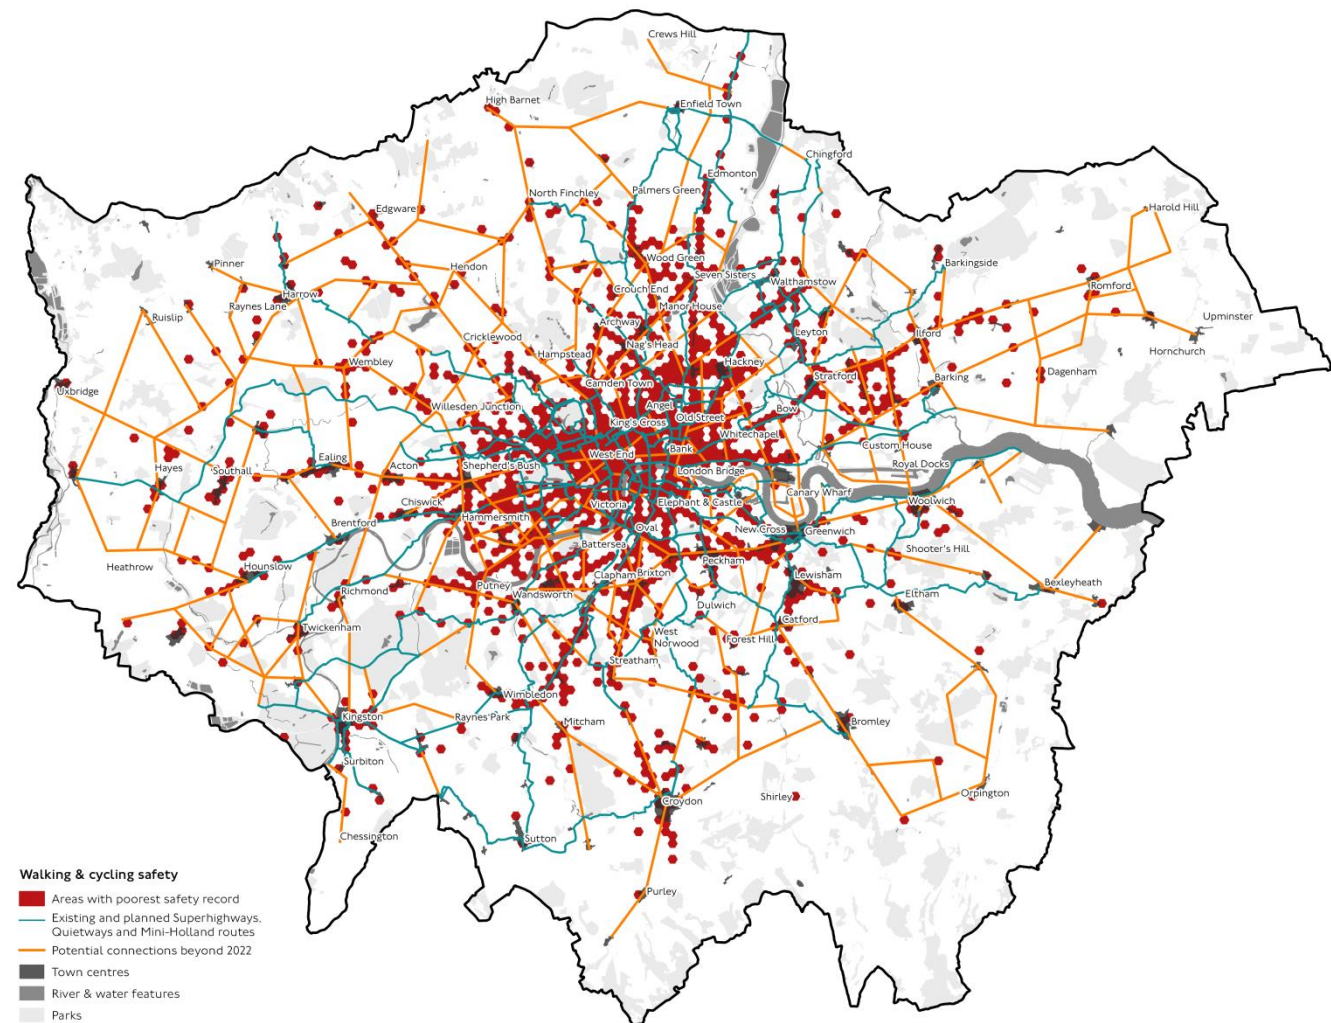 Crews Hill
High Barnet
Enfield Town
Chingford
Edmonton
Palmers Green
North Finchley
Edgware
Harold Hill
Wood Green
Barkingside
Pinner
Hendon
Seven Sisters
Walthamstow
Romford
Crouch End
Harrow
Raynes Lane
Manor House
Ruislip
Upminster
Archway
Leyton
Ilford
Cricklewood
Nag's Head
Hornchurch
Hampstead
Wembley
Hackney
Dagenham
Stratford
Barking
Camden Town
Uxbridge
Willesden Junction
Angel
Bow
King's Cross
Old Street
Whitechapel
Custom House
Bank
West End
Ealing
Acton
Shepherd's Bush
Hayes
Southall
London Bridge
Royal Docks
Canary Wharf
Chiswick
Victoria
Elephant & Castle
Woolwich
Hammersmith
Brentford
Oval
New Cross
Greenwich
Battersea
Shooter's Hill
Heathrow
Hounslow
Peckham
Clapham
Brixton
Lewisham
Putney
Richmond
Wandsworth
Bexleyheath
Eltham
Dulwich
Catford
Twickenham
West
Norwood
Forest Hill
Streatham
Wimbledon
Kingston
Raynes Park
Mitcham
Bromley
Surbiton
Orpington
Shirley
Croydon
Chessington
Sutton
Purley
Walking & cycling safety
Areas with poorest safety record
Existing and planned Superhighways,
Quietways and Mini-Holland routes
Potential connections beyond 2022
Town centres
River & water features
Parks